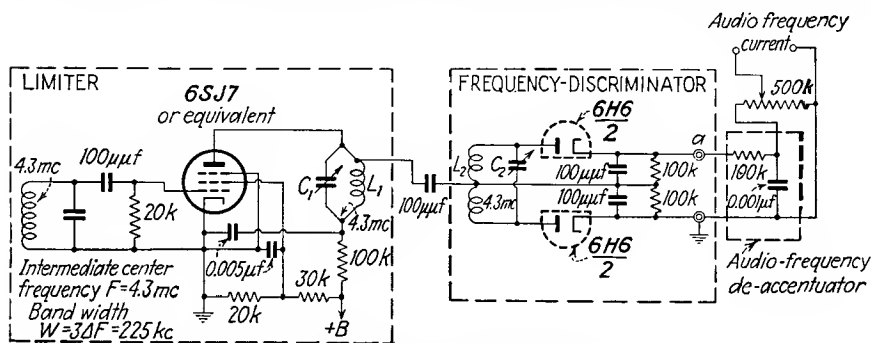 Audio frequency
current
500k
LIMITER
6SJ7
or equivalent
4.3mc
100μμf
20k
C1
L1
4.3mc
0.005μf
100k
20k
30k
+B
Intermediate center
frequency F=4.3mc
Band width
W=3ΔF=225kc
100μμf
FREQUENCY-DISCRIMINATOR
6H6
2
L2
C2
4.3mc
100μμf
100μμf
100k
100k
6H6
2
a
190k
0.001μf
Audio-frequency
de-accentuator